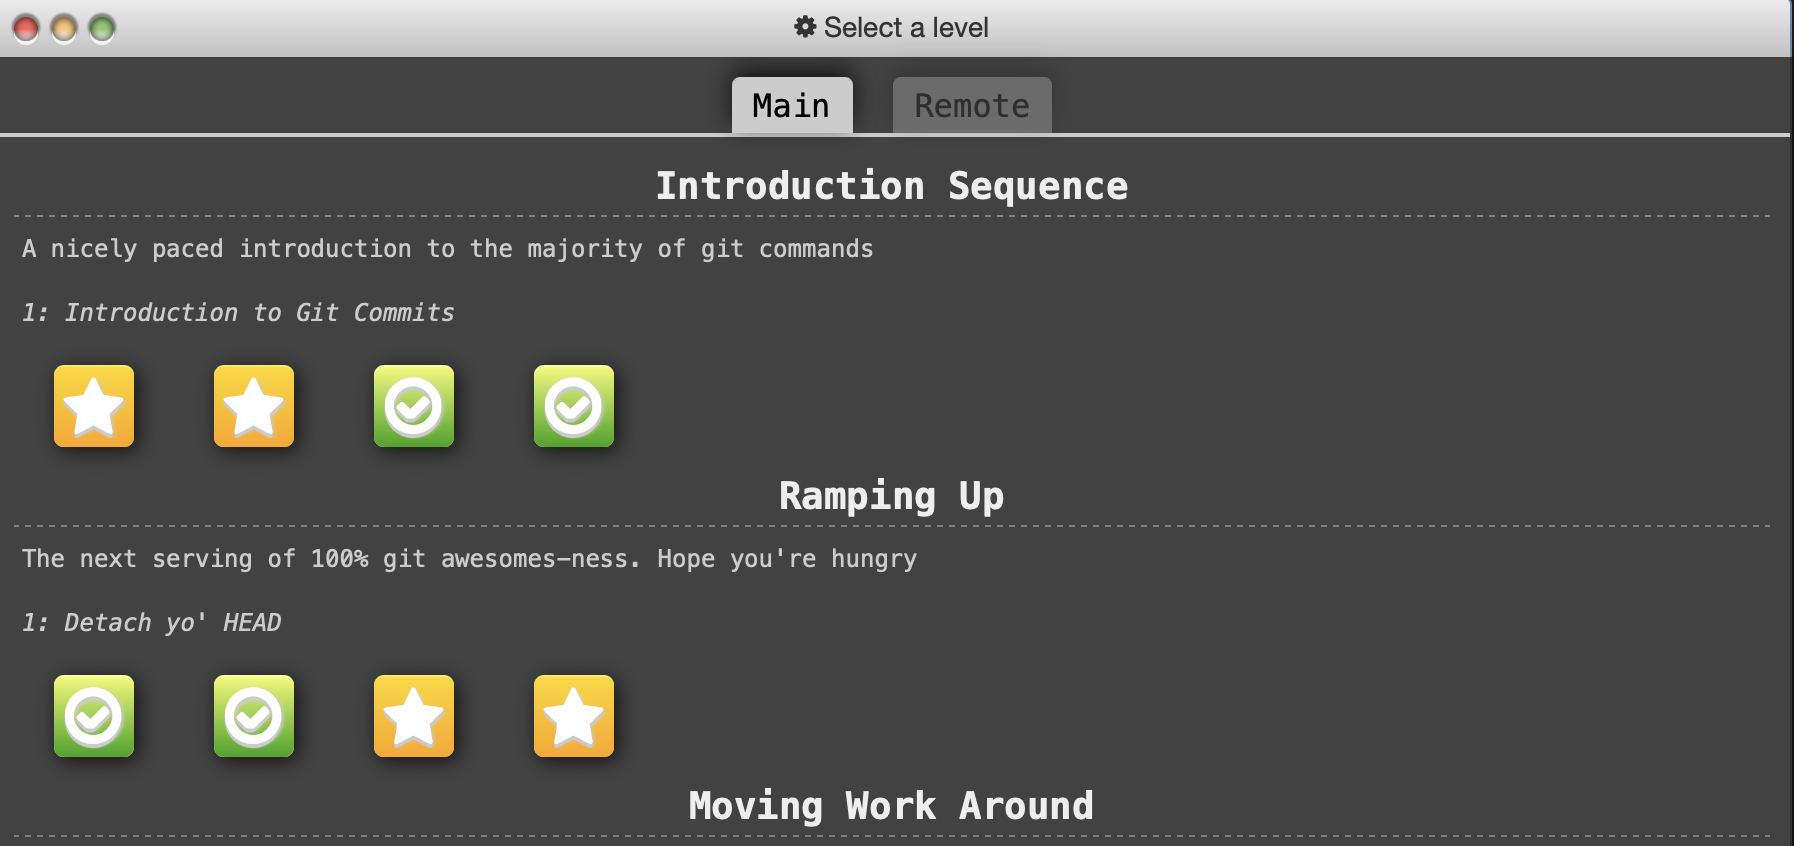 Select a level
Main
Remote
Introduction Sequence
A nicely paced introduction to the majority of git commands
1: Introduction to Git Commits
Ramping Up
The next serving of 100% git awesomes-ness. Hope you're hungry
1: Detach yo' HEAD
Moving Work Around